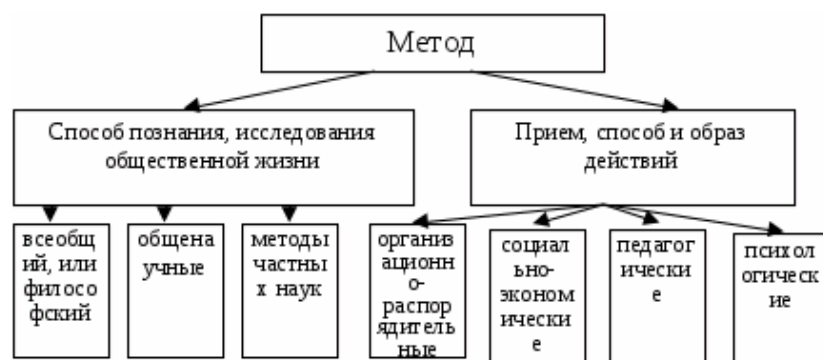 Метод
Способ познания, исследования
общественной жизни
Прием, способ и образ
действий
всеобщ
ий, или
филосо
фский
общена
учные
методы
частны
х наук
организ
ационн
о-
распор
ядитель
ные
социал
ьно-
эконом
ически
е
педагог
ически
е
психол
огическ
ие